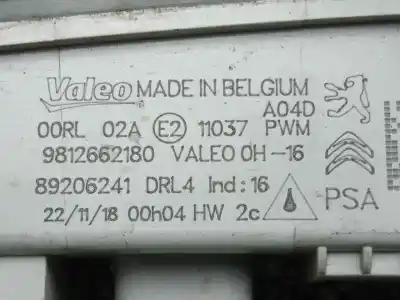 Valeo MADE IN BELGIUM
A04D
00RL 02A E2 11037 PWM
9812662180 VALEO 0H-16
89206241 DRL4 Ind:16
22/11/18 00h04 HW 2c PSA